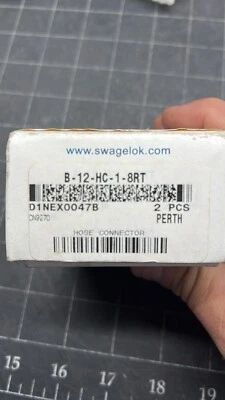 www.swagelok.com
B-12-HC-1-8RT
D1NEX0047B 2 PCS
CN9270 PERTH
HOSE CONNECTOR
15 16 17 18 19